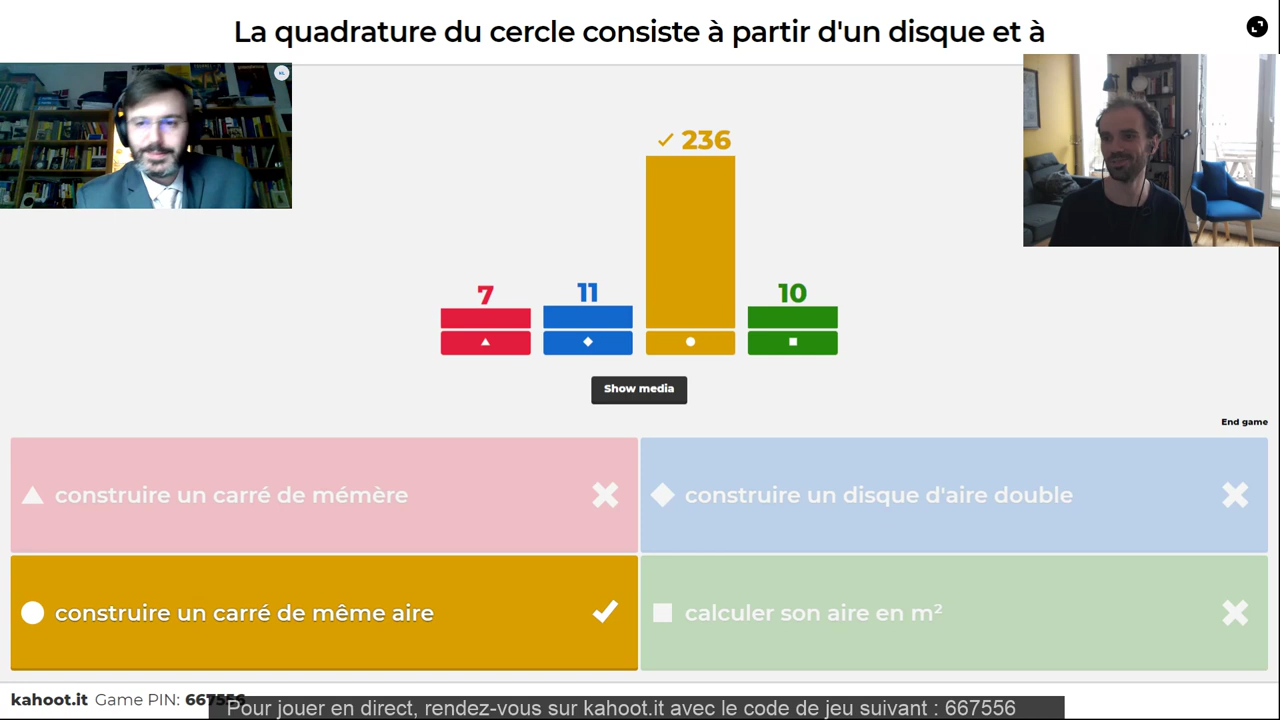 La quadrature du cercle consiste à partir d'un disque et à
236
7
11
10
Show media
End game
construire un carré de mémère
construire un disque d'aire double
construire un carré de même aire
calculer son aire en m²
kahoot.it Game PIN: 667556
Pour jouer en direct, rendez-vous sur kahoot.it avec le code de jeu suivant : 667556